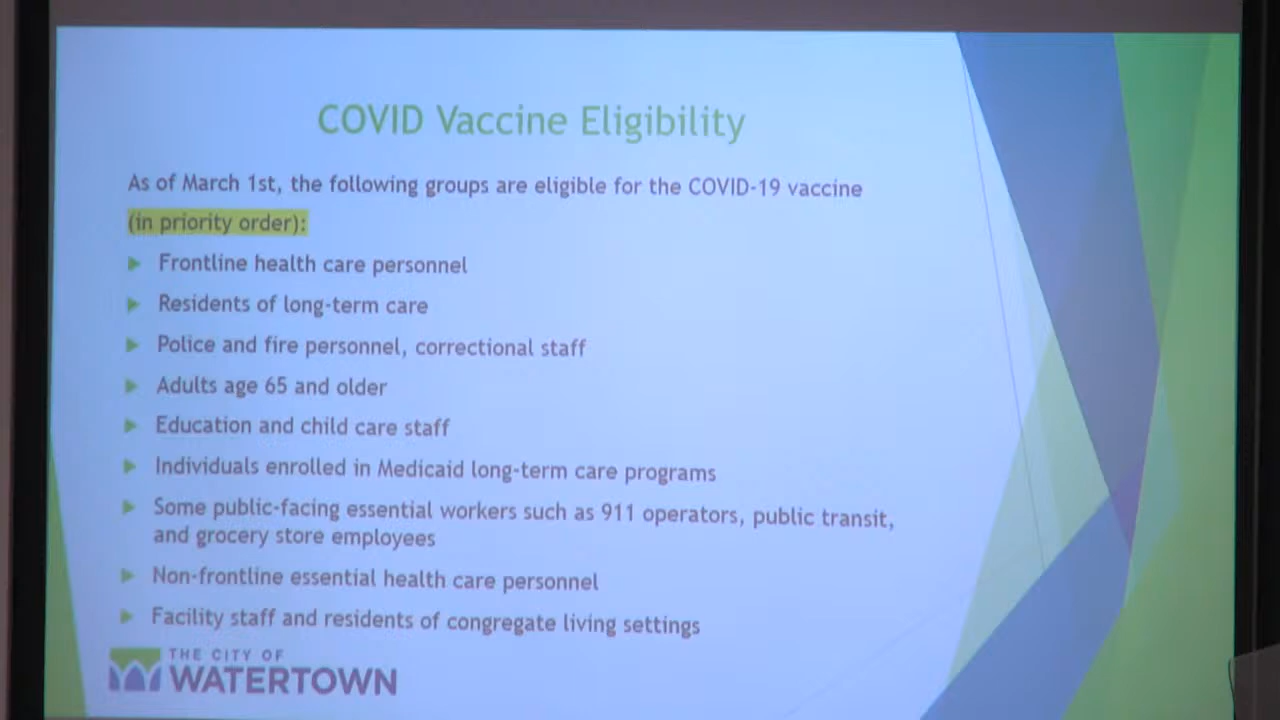 COVID Vaccine Eligibility
As of March 1st, the following groups are eligible for the COVID-19 vaccine
(in priority order):
Frontline health care personnel
Residents of long-term care
Police and fire personnel, correctional staff
Adults age 65 and older
Education and child care staff
Individuals enrolled in Medicaid long-term care programs
Some public-facing essential workers such as 911 operators, public transit,
and grocery store employees
Non-frontline essential health care personnel
Facility staff and residents of congregate living settings
THE CITY OF
WATERTOWN